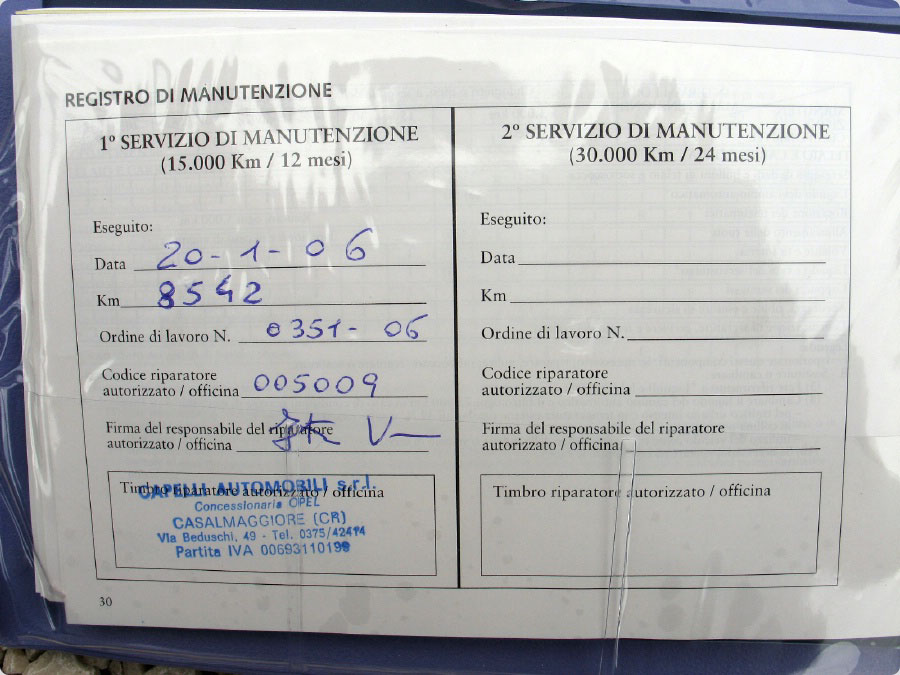 REGISTRO DI MANUTENZIONE
1º SERVIZIO DI MANUTENZIONE
(15.000 Km / 12 mesi)
Eseguito:
Data 20-1-06
Km 8542
Ordine di lavoro N. 0351-06
Codice riparatore
autorizzato / officina 005009
Firma del responsabile del riparatore
autorizzato / officina
Timbro riparatore autorizzato / officina
CAPELLI AUTOMOBILI s.r.l.
Concessionaria OPEL
CASALMAGGIORE (CR)
Via Beduschi, 49 - Tel. 0375/42414
Partita IVA 00693110199
30
2º SERVIZIO DI MANUTENZIONE
(30.000 Km / 24 mesi)
Eseguito:
Data
Km
Ordine di lavoro N.
Codice riparatore
autorizzato / officina
Firma del responsabile del riparatore
autorizzato / officina
Timbro riparatore autorizzato / officina